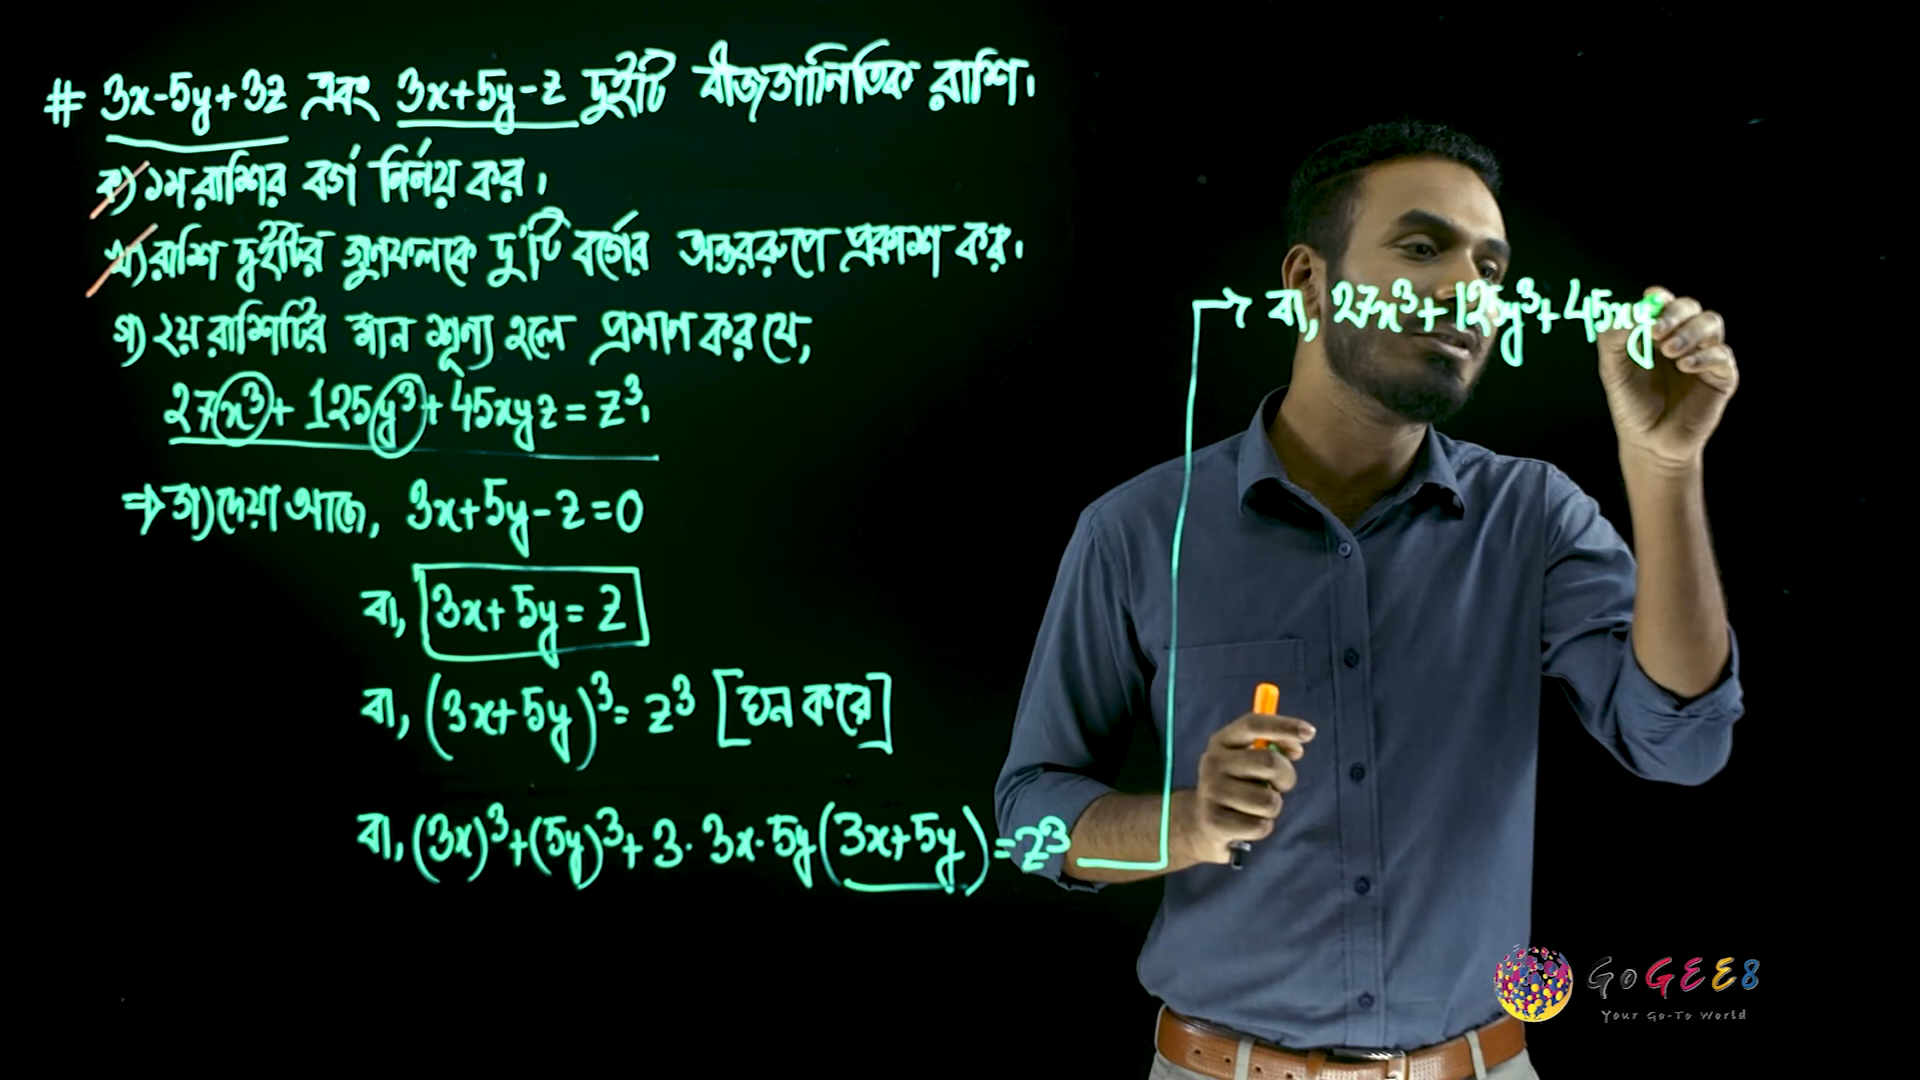 # 3x-5y+3z এবং 3x+5y-z দুইটি বীজগানিতিক রাশি।
ক) ১ম রাশির বর্গ নির্নয় কর।
খ) রাশি দুইটির গুণফলকে দু'টি বর্গের অন্তররুপে প্রকাশ কর।
গ) ২য় রাশিটির মান শূন্য হলে প্রমাণ কর যে,
27x³+125y³+45xyz=z³।
⇒ গ) দেয়া আছে, 3x+5y-z=0
বা, 3x+5y=z
বা, (3x+5y)³=z³ [ঘন করে]
বা, (3x)³+(5y)³+3·3x·5y(3x+5y)=z³
→ বা, 27x³+125y³+45xy
GoGEE8
Your Go-To World